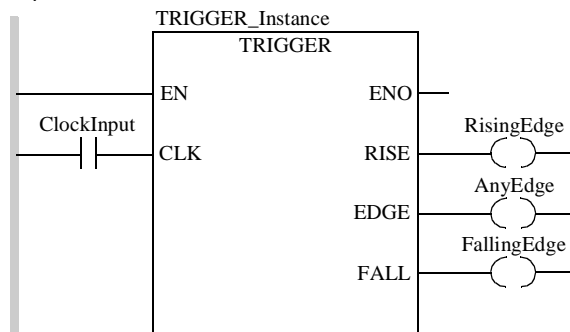 TRIGGER_Instance
TRIGGER
EN ENO
ClockInput RisingEdge
CLK RISE
AnyEdge
EDGE
FallingEdge
FALL